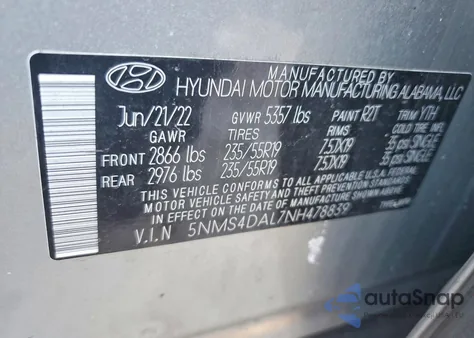 MANUFACTURED BY
HYUNDAI MOTOR MANUFACTURING ALABAMA, LLC
Jun/21/22 GVWR 5357 lbs PAINT R2T TRIM YTH
GAWR TIRES RIMS COLD TIRE INF.
FRONT 2866 lbs 235/55R19 7.5JX19 35 psi SINGLE
REAR 2976 lbs 235/55R19 7.5JX19 35 psi SINGLE
THIS VEHICLE CONFORMS TO ALL APPLICABLE U.S. FEDERAL
MOTOR VEHICLE SAFETY AND THEFT PREVENTION STANDARDS
IN EFFECT ON THE DATE OF MANUFACTURE SHOWN ABOVE.
V.I.N 5NMS4DAL7NH478839
autaSnap